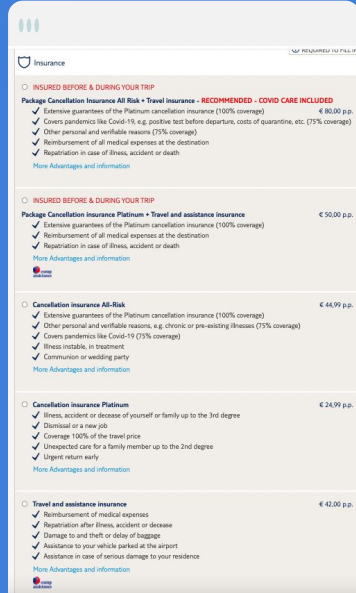 REQUIRED TO FILL IN
Insurance
INSURED BEFORE & DURING YOUR TRIP
Package Cancellation Insurance All Risk + Travel insurance - RECOMMENDED - COVID CARE INCLUDED
Extensive guarantees of the Platinum cancellation insurance (100% coverage) € 80,00 p.p.
Covers pandemics like Covid-19, e.g. positive test before departure, costs of quarantine, etc. (75% coverage)
Other personal and verifiable reasons (75% coverage)
Reimbursement of all medical expenses at the destination
Repatriation in case of illness, accident or death
More Advantages and information
INSURED BEFORE & DURING YOUR TRIP
Package Cancellation insurance Platinum + Travel and assistance insurance € 50,00 p.p.
Extensive guarantees of the Platinum cancellation insurance (100% coverage)
Reimbursement of all medical expenses at the destination
Repatriation in case of illness, accident or death
More Advantages and information
Cancellation insurance All-Risk € 44,99 p.p.
Extensive guarantees of the Platinum cancellation insurance (100% coverage)
Other personal and verifiable reasons, e.g. chronic or pre-existing illnesses (75% coverage)
Covers pandemics like Covid-19 (75% coverage)
Illness instable, in treatment
Communion or wedding party
More Advantages and information
Cancellation insurance Platinum € 24,99 p.p.
Illness, accident or decease of yourself or family up to the 3rd degree
Dismissal or a new job
Coverage 100% of the travel price
Unexpected care for a family member up to the 2nd degree
Urgent return early
More Advantages and information
Travel and assistance insurance € 42,00 p.p.
Reimbursement of medical expenses
Repatriation after illness, accident or decease
Damage to and theft or delay of baggage
Assistance to your vehicle parked at the airport
Assistance in case of serious damage to your residence
More Advantages and information